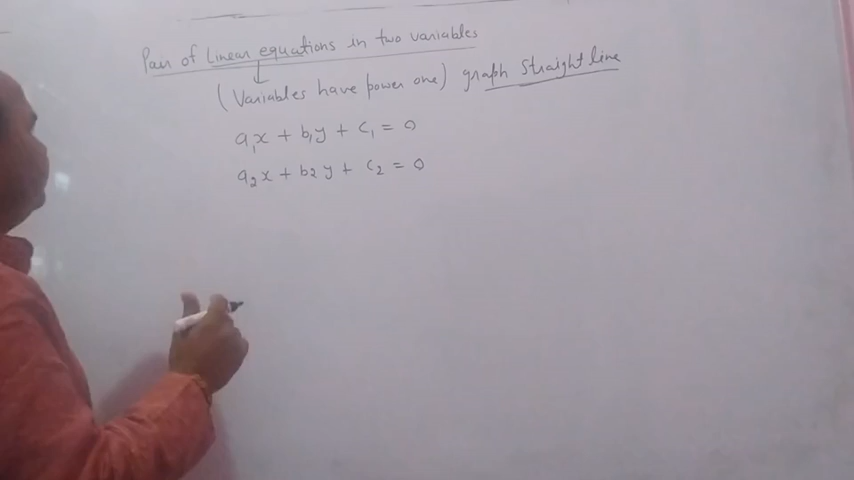 Pair of Linear equations in two variables
(Variables have power one) graph straight line
a₁x + b₁y + c₁ = 0
a₂x + b₂y + c₂ = 0